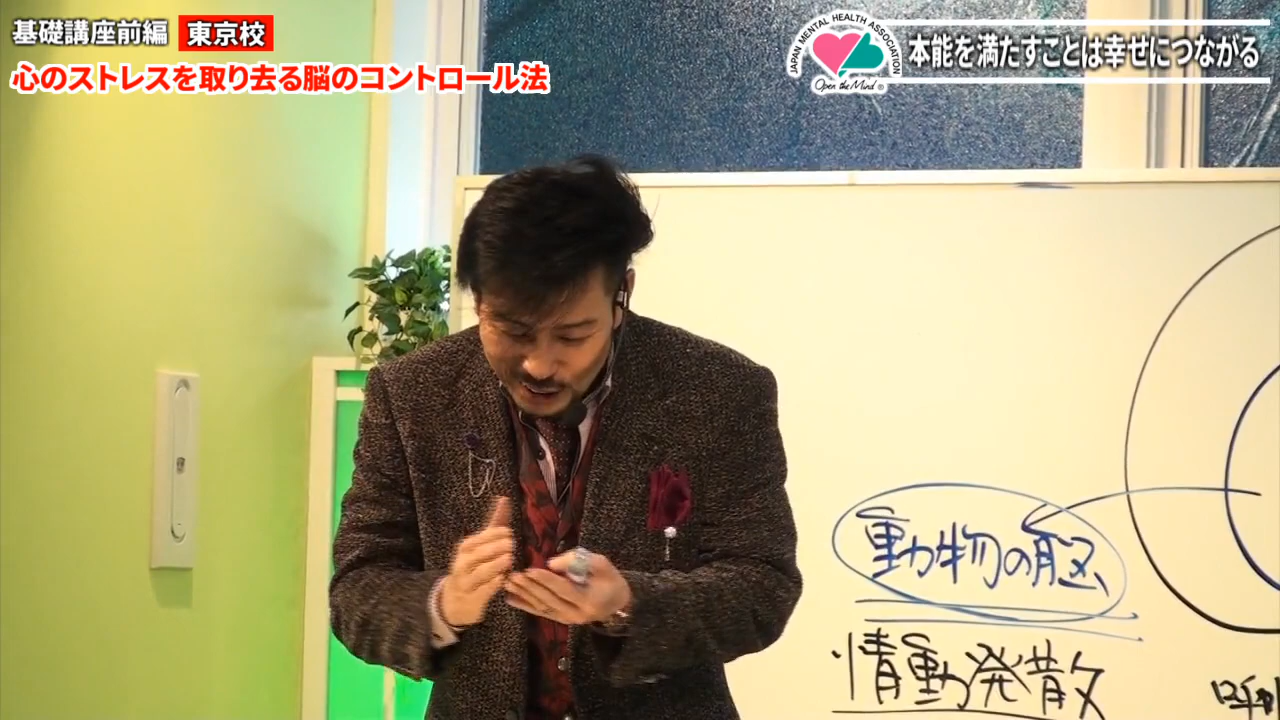 基礎講座前編 東京校
心のストレスを取り去る脳のコントロール法
JAPAN MENTAL HEALTH ASSOCIATION
Open the Mind ®
本能を満たすことは幸せにつながる
動物の脳
情動発散